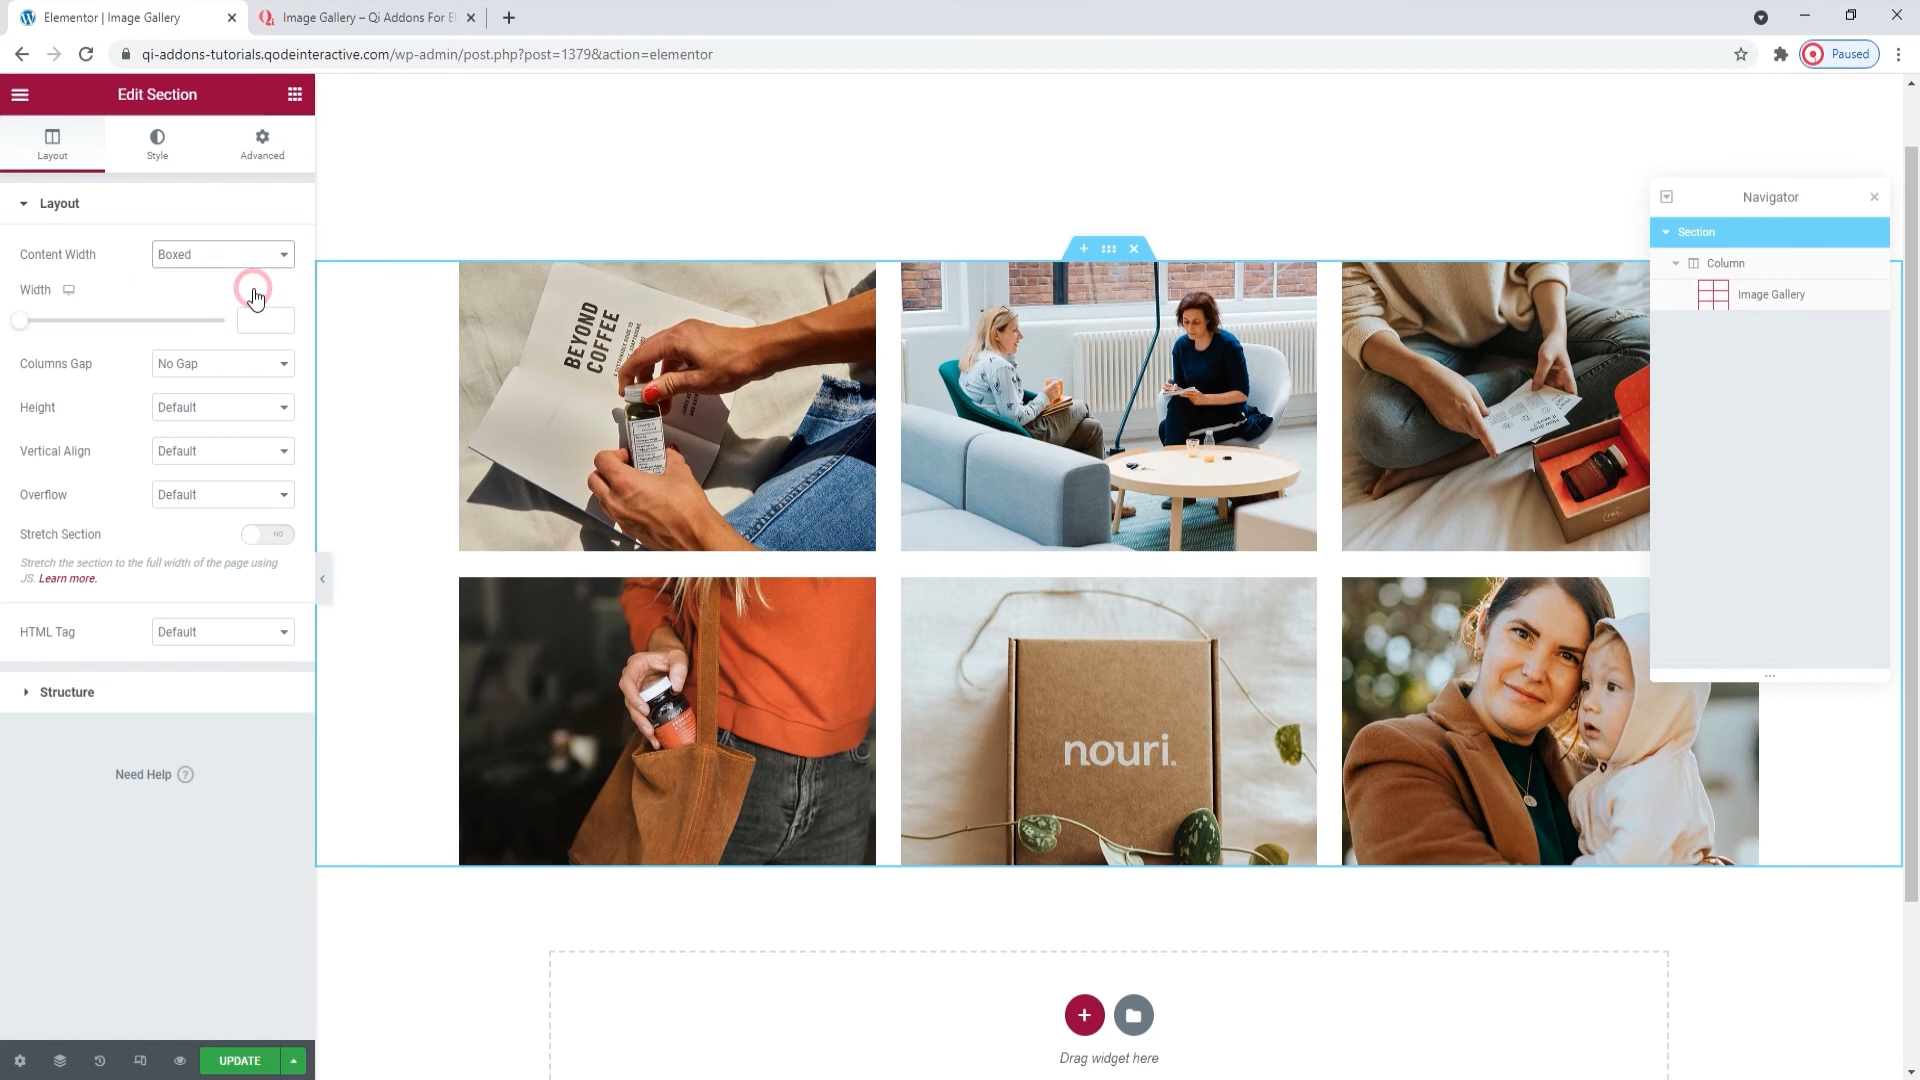 Elementor | Image Gallery
Image Gallery – Qi Addons For El
qi-addons-tutorials.qodeinteractive.com/wp-admin/post.php?post=1379&action=elementor
Paused
Edit Section
Layout
Style
Advanced
Layout
Content Width
Boxed
Width
Columns Gap
No Gap
Height
Default
Vertical Align
Default
Overflow
Default
Stretch Section
NO
Stretch the section to the full width of the page using
JS. Learn more.
HTML Tag
Default
Structure
Need Help
UPDATE
Navigator
Section
Column
Image Gallery
BEYOND
COFFEE
nouri.
Drag widget here